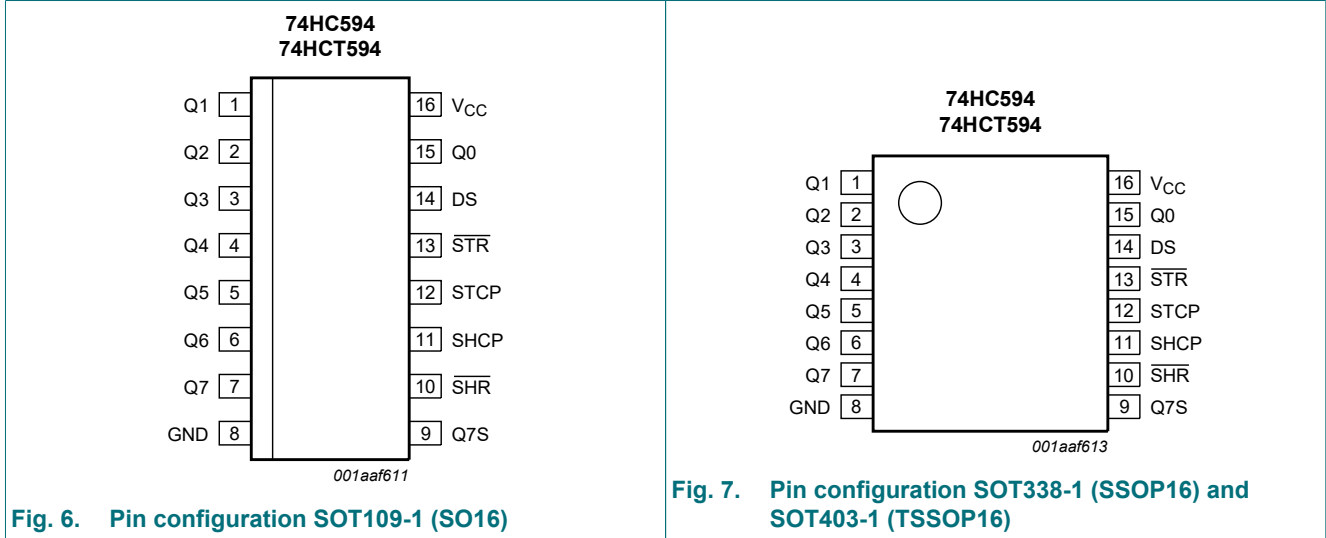 74HC594
74HCT594
Q1 1 16 VCC
Q2 2 15 Q0
Q3 3 14 DS
Q4 4 13 S̅T̅R̅
Q5 5 12 STCP
Q6 6 11 SHCP
Q7 7 10 S̅H̅R̅
GND 8 9 Q7S
001aaf611
Fig. 6. Pin configuration SOT109-1 (SO16)
74HC594
74HCT594
Q1 1 16 VCC
Q2 2 15 Q0
Q3 3 14 DS
Q4 4 13 S̅T̅R̅
Q5 5 12 STCP
Q6 6 11 SHCP
Q7 7 10 S̅H̅R̅
GND 8 9 Q7S
001aaf613
Fig. 7. Pin configuration SOT338-1 (SSOP16) and
SOT403-1 (TSSOP16)